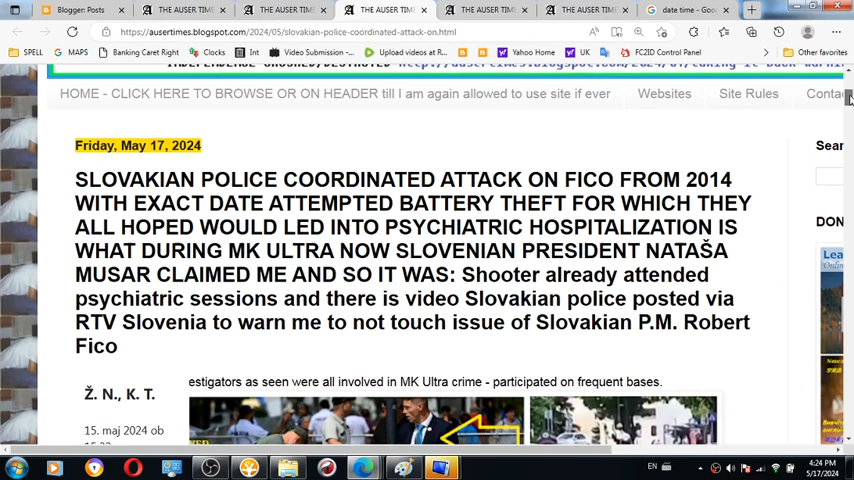 Blogger: Posts
THE AUSER TIM
THE AUSER TIMES
THE AUSER TIMES
THE AUSER TIMES
THE AUSER TIMES
date time - Goo
https://ausertimes.blogspot.com/2024/05/slovakian-police-coordinated-attack-on.html
SPELL
MAPS
Banking Caret Right
Clocks
Int
Video Submission -...
Upload videos at R...
Ebox
Yahoo Home
UK
FC2ID Control Panel
Other favorites
HOME - CLICK HERE TO BROWSE OR ON HEADER till I am again allowed to use site if ever
Websites
Site Rules
Conta
Friday, May 17, 2024
Sear
SLOVAKIAN POLICE COORDINATED ATTACK ON FICO FROM 2014
WITH EXACT DATE ATTEMPTED BATTERY THEFT FOR WHICH THEY
ALL HOPED WOULD LED INTO PSYCHIATRIC HOSPITALIZATION IS
WHAT DURING MK ULTRA NOW SLOVENIAN PRESIDENT NATAŠA
MUSAR CLAIMED ME AND SO IT WAS: Shooter already attended
psychiatric sessions and there is video Slovakian police posted via
RTV Slovenia to warn me to not touch issue of Slovakian P.M. Robert
Fico
DON
Lea
Onlin
Ž. N., K. T.
estigators as seen were all involved in MK Ultra crime - participated on frequent bases.
15. maj 2024 ob
EN
4:24 PM
5/17/2024